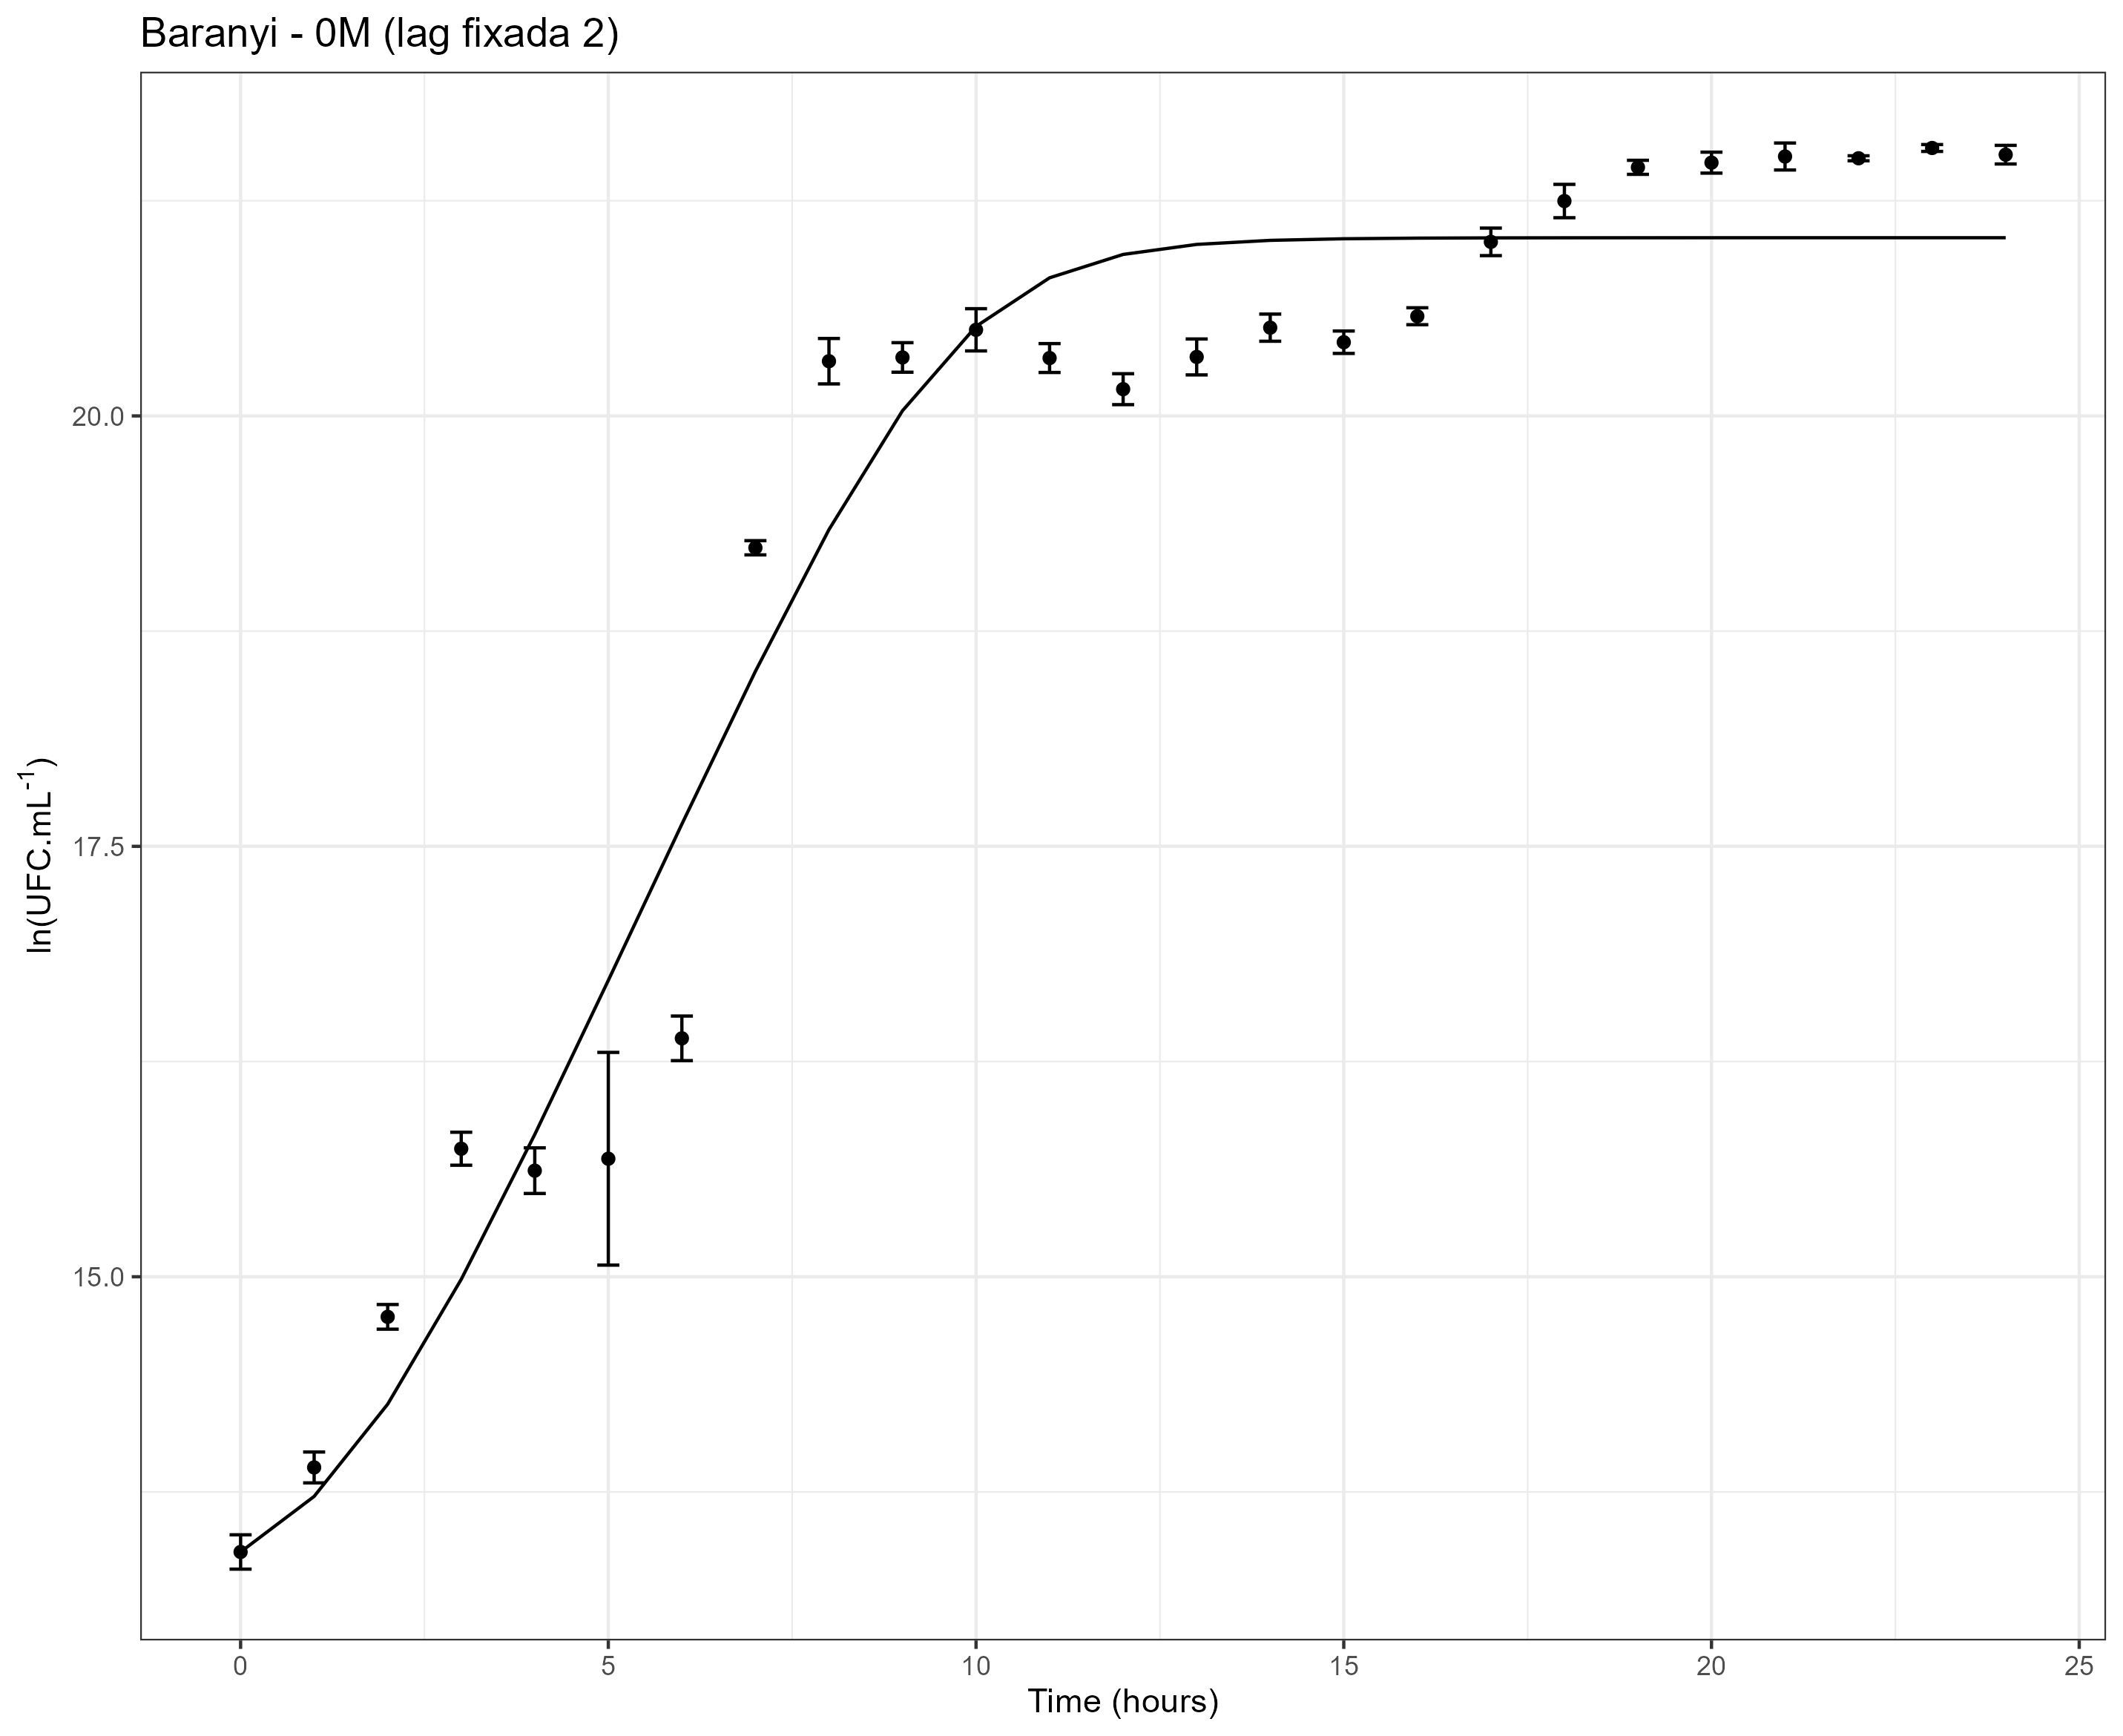 Baranyi - 0M (lag fixada 2)
20.0
17.5
15.0
ln(UFC.mL⁻¹)
0 5 10 15 20 25
Time (hours)